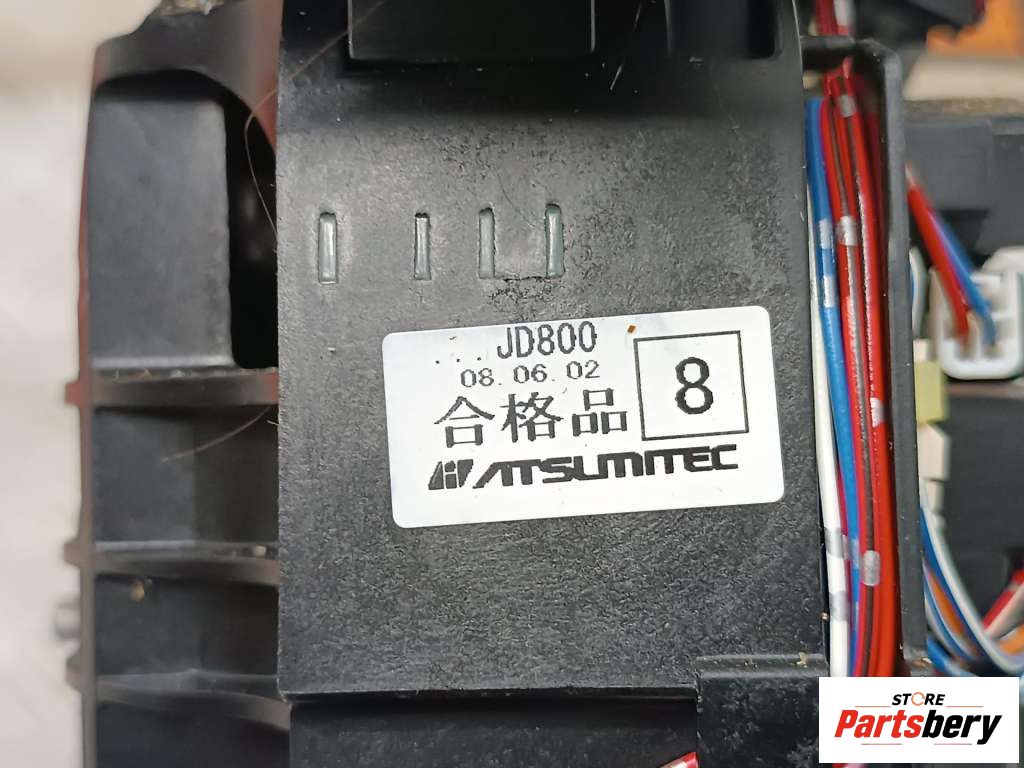 JD800
08. 06. 02
8
合格品
ATSUMITEC
STORE
Partsbery